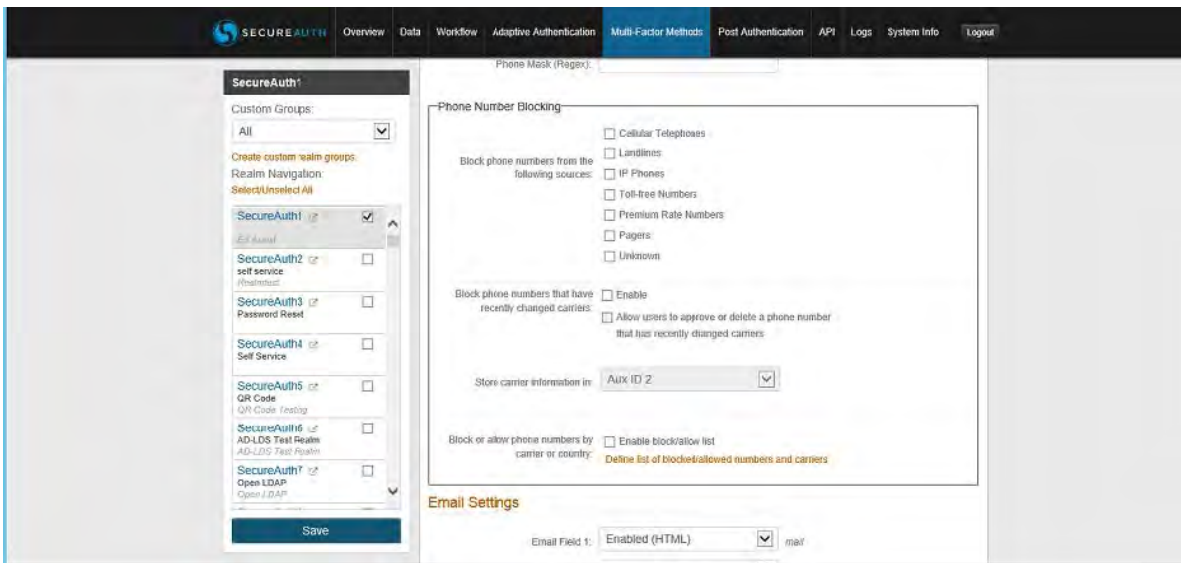 SECUREAUTH Overview Data Workflow Adaptive Authentication Multi-Factor Methods Post Authentication API Logs System Info Logout
SecureAuth1
Custom Groups:
All
Create custom realm groups.
Realm Navigation:
Select/Unselect All
SecureAuth1
SecureAuth2
self service
SecureAuth3
Password Reset
SecureAuth4
Self Service
SecureAuth5
QR Code
QR Code Testing
SecureAuth6
AD-LDS Test Realm
AD-LDS Test Realm
SecureAuth7
Open LDAP
Open LDAP
Save
Phone Mask (Regex):
Phone Number Blocking
Block phone numbers from the
following sources:
Cellular Telephones
Landlines
IP Phones
Toll-free Numbers
Premium Rate Numbers
Pagers
Unknown
Block phone numbers that have
recently changed carriers:
Enable
Allow users to approve or delete a phone number
that has recently changed carriers
Store carrier information in: Aux ID 2
Block or allow phone numbers by
carrier or country:
Enable block/allow list
Define list of blocked/allowed numbers and carriers
Email Settings
Email Field 1: Enabled (HTML) mail